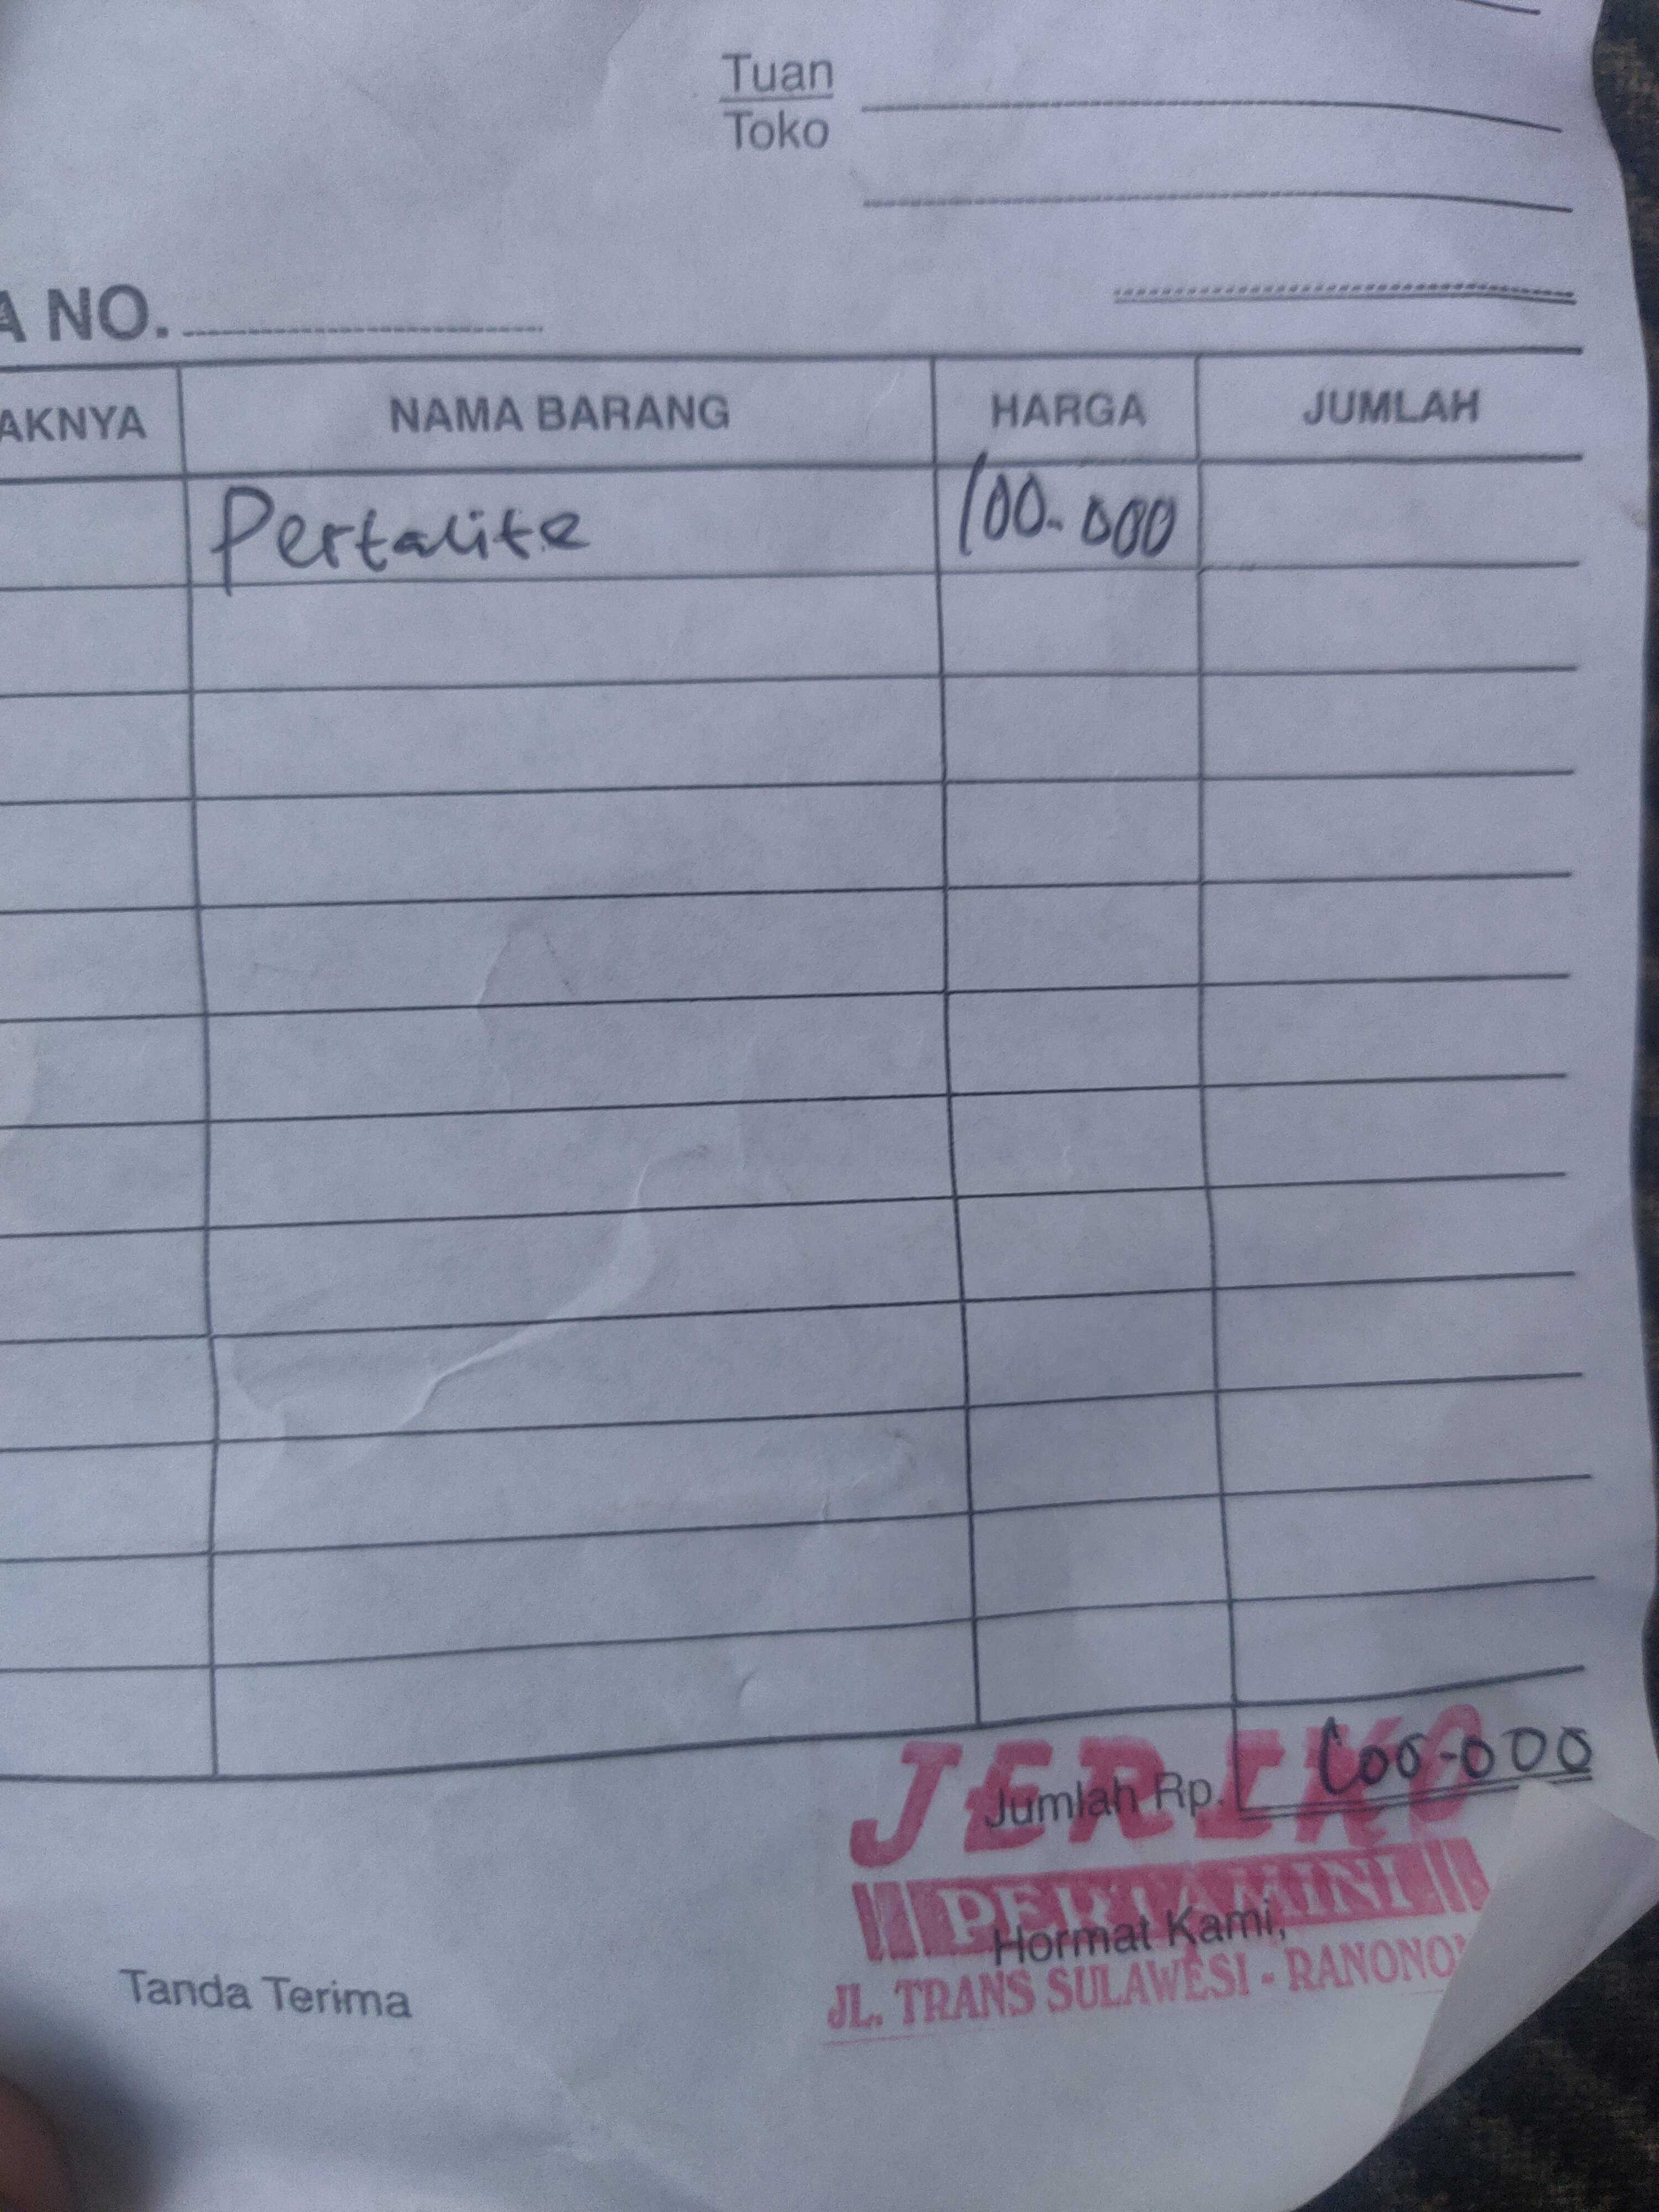 Tuan
Toko
A NO.
AKNYA NAMA BARANG HARGA JUMLAH
Pertalite 100.000
JERIKO
Jumlah Rp. 100.000
PERTAMINI
Hormat Kami,
Tanda Terima
JL. TRANS SULAWESI - RANONO